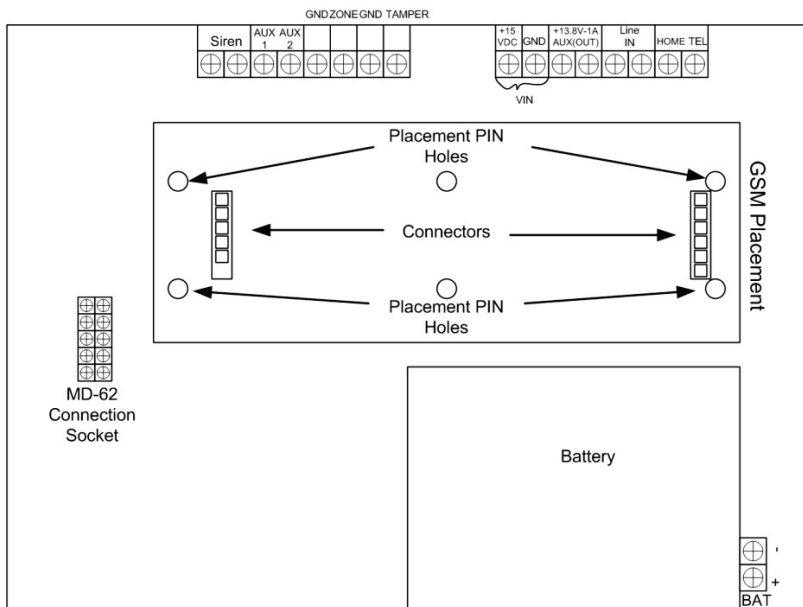 GND ZONE GND TAMPER
Siren
AUX
1
AUX
2
+15
VDC
GND
+13.8V-1A
AUX(OUT)
Line
IN
HOME TEL
VIN
Placement PIN
Holes
GSM Placement
Connectors
Placement PIN
Holes
MD-62
Connection
Socket
Battery
-
+
BAT